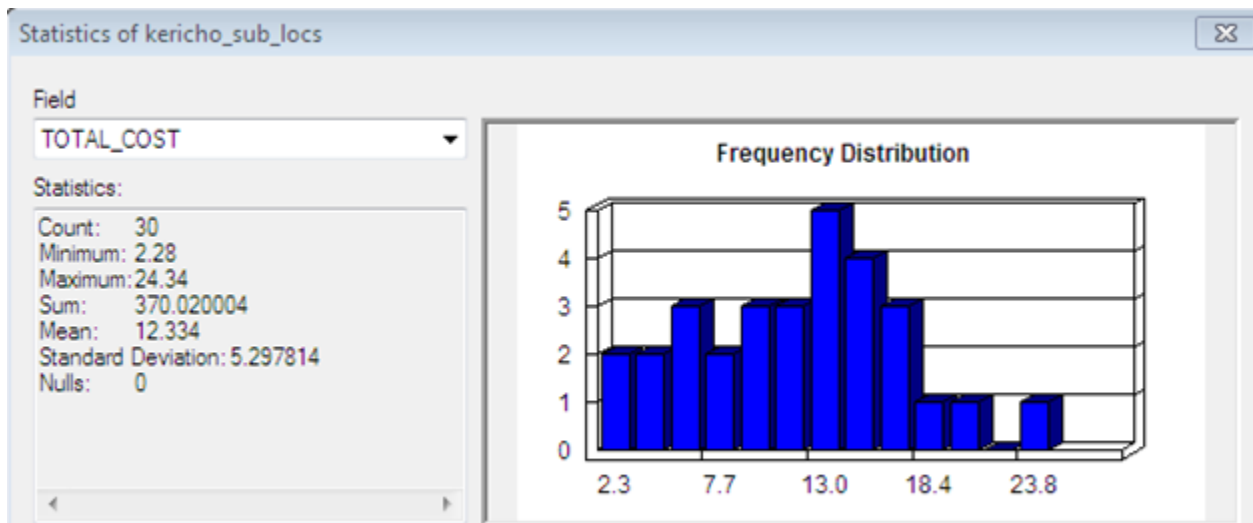 Statistics of kericho_sub_locs
Field
TOTAL_COST
Statistics:
Count: 30
Minimum: 2.28
Maximum: 24.34
Sum: 370.020004
Mean: 12.334
Standard Deviation: 5.297814
Nulls: 0
Frequency Distribution
5
4
3
2
1
0
2.3 7.7 13.0 18.4 23.8